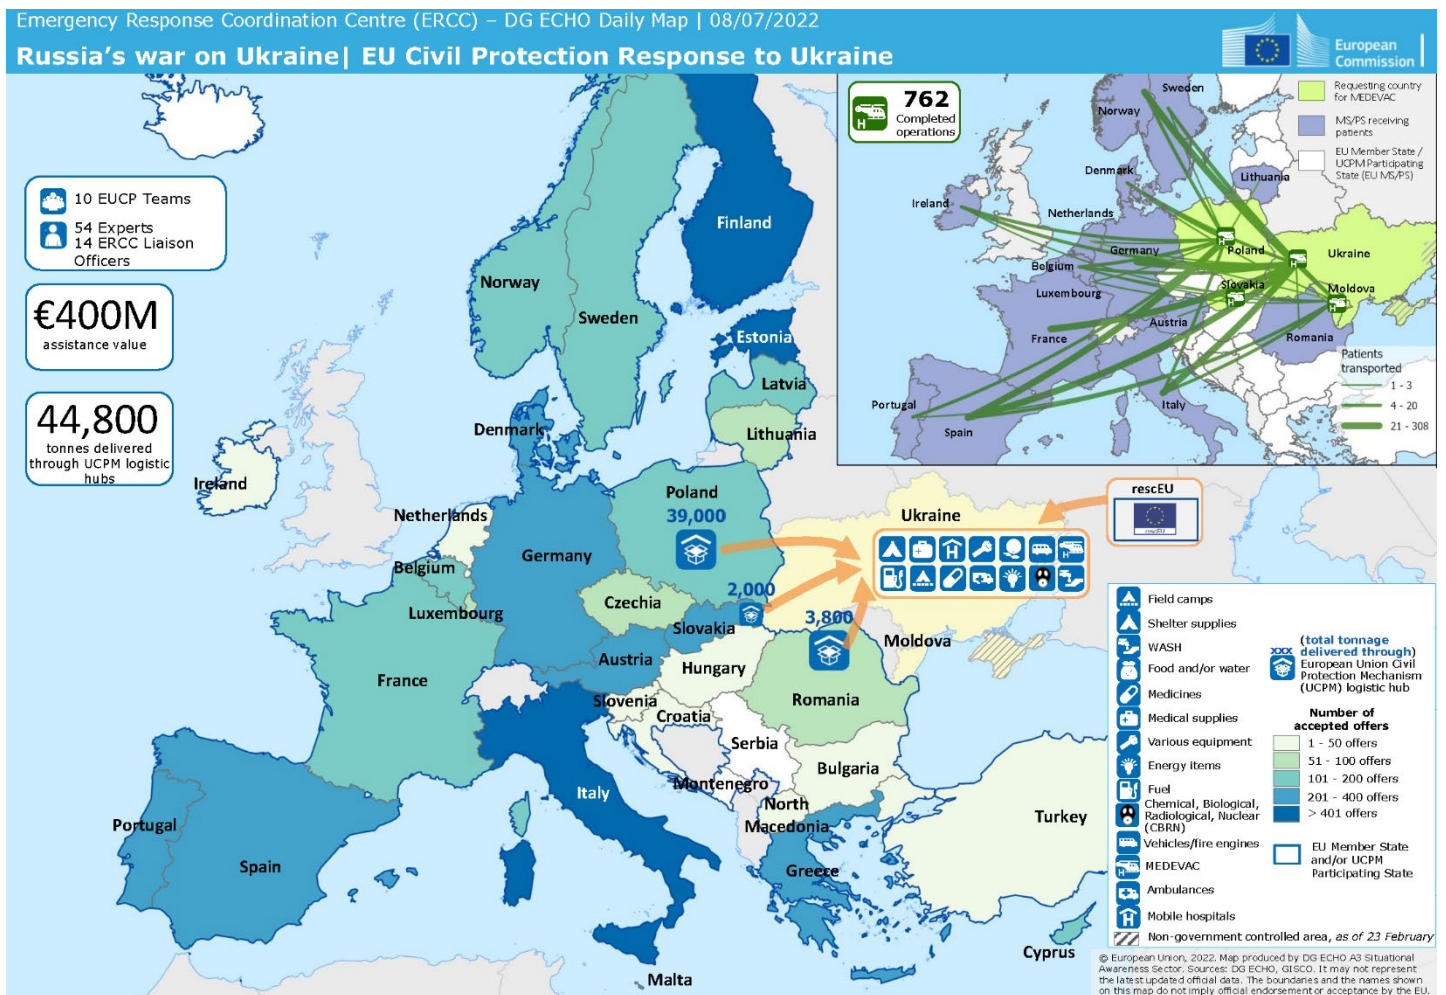 Emergency Response Coordination Centre (ERCC) – DG ECHO Daily Map | 08/07/2022
Russia's war on Ukraine| EU Civil Protection Response to Ukraine
European
Commission
10 EUCP Teams
54 Experts
14 ERCC Liaison
Officers
€400M
assistance value
44,800
tonnes delivered
through UCPM logistic
hubs
762
Completed
operations
H
Requesting country
for MEDEVAC
MS/PS receiving
patients
EU Member State /
UCPM Participating
State (EU MS/PS)
Sweden
Norway
Denmark
Lithuania
Ireland
Netherlands
Germany
Poland
Ukraine
Belgium
Slovakia
Moldova
Luxembourg
Austria
France
Romania
Portugal
Italy
Spain
Patients
transported
1 - 3
4 - 20
21 - 308
Finland
Norway
Sweden
Estonia
Latvia
Lithuania
Denmark
Ireland
Netherlands
Poland
39,000
Germany
Belgium
Luxembourg
Czechia
2,000
Slovakia
3,800
Ukraine
Moldova
rescEU
rescEU
Austria
Hungary
France
Slovenia
Croatia
Romania
Serbia
Bulgaria
Montenegro
North
Macedonia
Italy
Portugal
Spain
Greece
Turkey
Cyprus
Malta
Field camps
Shelter supplies
WASH
Food and/or water
Medicines
Medical supplies
Various equipment
Energy items
Fuel
Chemical, Biological,
Radiological, Nuclear
(CBRN)
Vehicles/fire engines
MEDEVAC
Ambulances
Mobile hospitals
Non-government controlled area, as of 23 February
(total tonnage
xxx delivered through)
European Union Civil
Protection Mechanism
(UCPM) logistic hub
Number of
accepted offers
1 - 50 offers
51 - 100 offers
101 - 200 offers
201 - 400 offers
> 401 offers
EU Member State
and/or UCPM
Participating State
© European Union, 2022. Map produced by DG ECHO A3 Situational
Awareness Sector. Sources: DG ECHO, GISCO. It may not represent
the latest updated official data. The boundaries and the names shown
on this map do not imply official endorsement or acceptance by the EU.